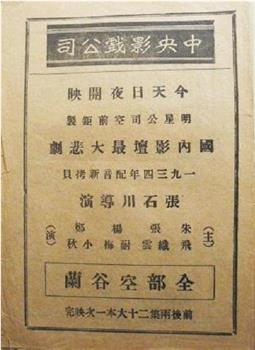 中央影戲公司
今天日夜開映
明星公司空前鉅製
國內影壇最大悲劇
一九三四年配音新拷貝
張石川導演
(主演)
朱飛
張織雲
楊耐梅
鄭小秋
全部空谷蘭
前後兩集二十大本一次映完